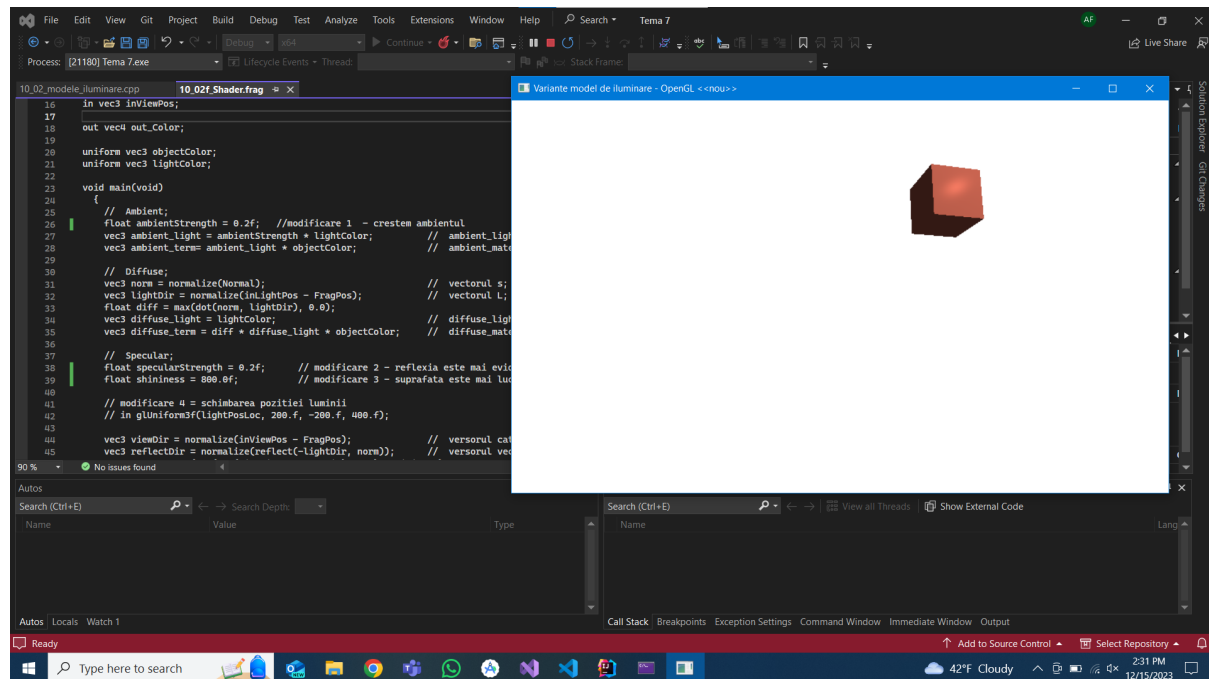 File Edit View Git Project Build Debug Test Analyze Tools Extensions Window Help Search Tema 7 AF
Debug x64 Continue Live Share
Process: [21180] Tema 7.exe Lifecycle Events Thread: Stack Frame:
10_02_modele_iluminare.cpp 10_02f_Shader.frag
Variante model de iluminare - OpenGL <<nou>>
Solution Explorer
Git Changes
16 in vec3 inViewPos;
17
18 out vec4 out_Color;
19
20 uniform vec3 objectColor;
21 uniform vec3 lightColor;
22
23 void main(void)
24 {
25 // Ambient;
26 float ambientStrength = 0.2f; //modificare 1 - crestem ambientul
27 vec3 ambient_light = ambientStrength * lightColor; // ambient_ligh
28 vec3 ambient_term= ambient_light * objectColor; // ambient_mate
29
30 // Diffuse;
31 vec3 norm = normalize(Normal); // vectorul s;
32 vec3 lightDir = normalize(inLightPos - FragPos); // vectorul L;
33 float diff = max(dot(norm, lightDir), 0.0);
34 vec3 diffuse_light = lightColor; // diffuse_ligh
35 vec3 diffuse_term = diff * diffuse_light * objectColor; // diffuse_mate
36
37 // Specular;
38 float specularStrength = 0.2f; // modificare 2 - reflexia este mai evid
39 float shininess = 800.0f; // modificare 3 - suprafata este mai luc
40
41 // modificare 4 = schimbarea pozitiei luminii
42 // in glUniform3f(lightPosLoc, 200.f, -200.f, 400.f);
43
44 vec3 viewDir = normalize(inViewPos - FragPos); // versorul cat
45 vec3 reflectDir = normalize(reflect(-lightDir, norm)); // versorul vec
90 % No issues found
Autos
Search (Ctrl+E) Search Depth:
Name Value Type
Search (Ctrl+E) View all Threads Show External Code
Name Lang
Autos Locals Watch 1
Call Stack Breakpoints Exception Settings Command Window Immediate Window Output
Ready Add to Source Control Select Repository
Type here to search 42°F Cloudy 2:31 PM
12/15/2023